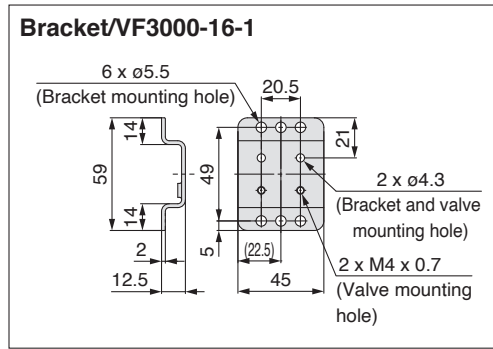 Bracket/VF3000-16-1
6 x ø5.5
(Bracket mounting hole)
20.5
14
21
59
49
2 x ø4.3
(Bracket and valve
mounting hole)
14
5
2
(22.5)
2 x M4 x 0.7
12.5
45
(Valve mounting
hole)